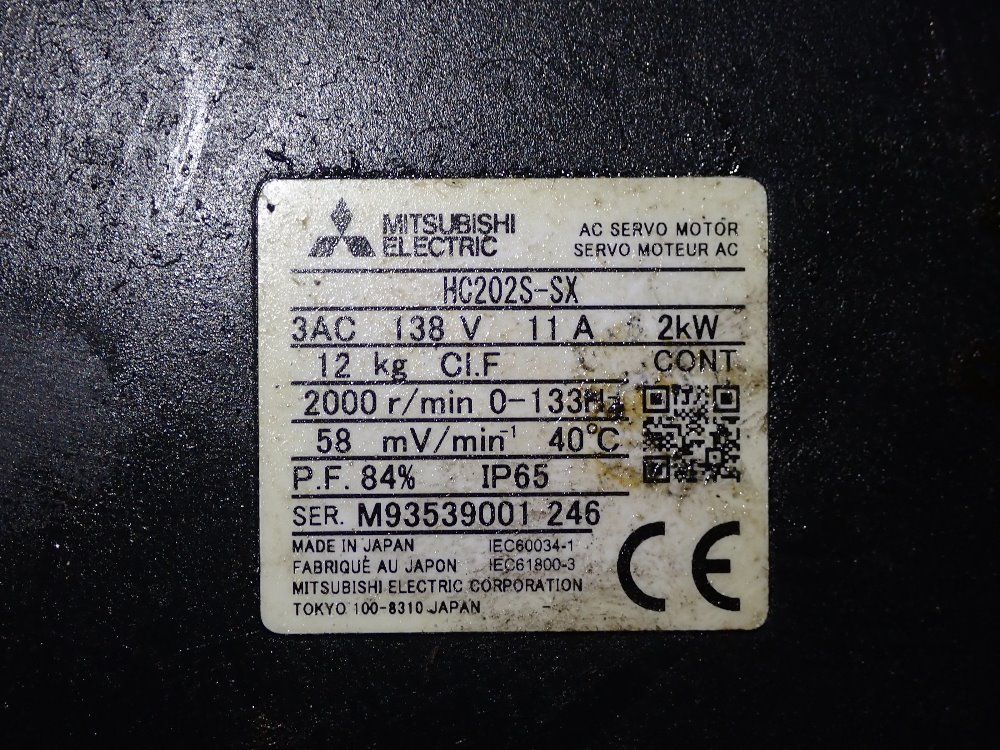 MITSUBISHI
ELECTRIC
AC SERVO MOTOR
SERVO MOTEUR AC
HC202S-SX
3AC 138 V 11 A 2kW
12 kg Cl.F CONT
2000 r/min 0-133Hz
58 mV/min⁻¹ 40°C
P.F. 84% IP65
SER. M93539001 246
MADE IN JAPAN IEC60034-1
FABRIQUÉ AU JAPON IEC61800-3
MITSUBISHI ELECTRIC CORPORATION
TOKYO 100-8310 JAPAN
CE